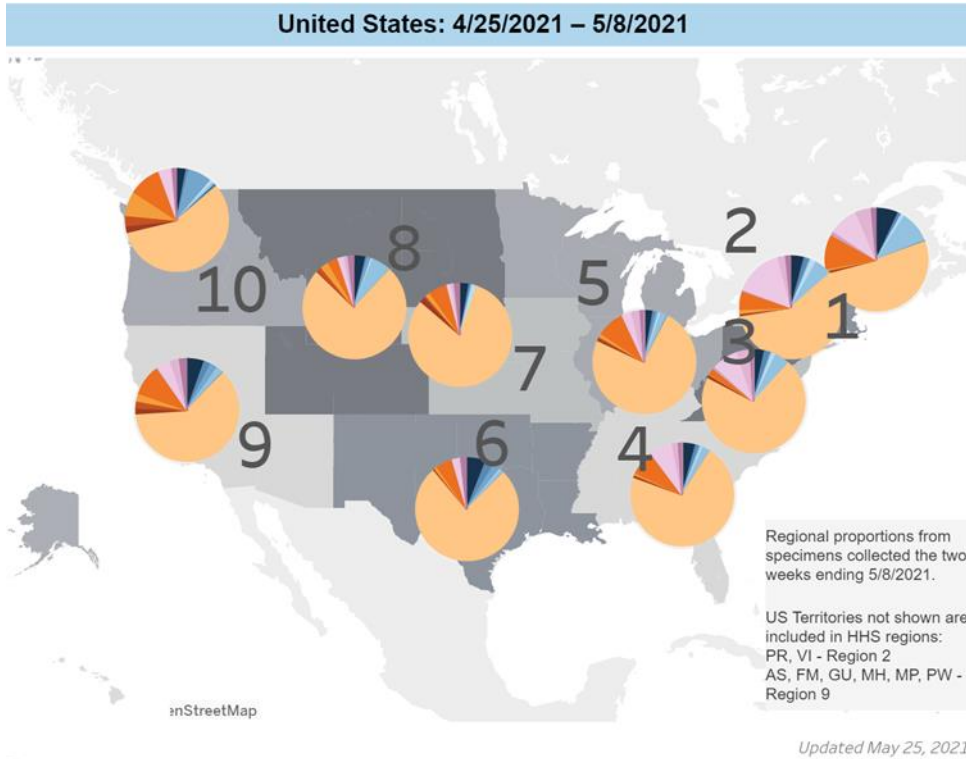 United States: 4/25/2021 – 5/8/2021
2
8
5
10
1
3
7
6
9
4
Regional proportions from
specimens collected the two
weeks ending 5/8/2021.
US Territories not shown are
included in HHS regions:
PR, VI - Region 2
AS, FM, GU, MH, MP, PW -
Region 9
enStreetMap
Updated May 25, 2021